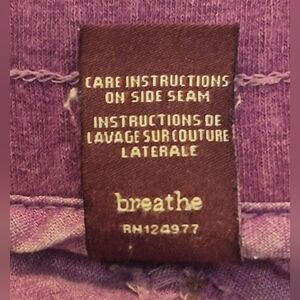 CARE INSTRUCTIONS
ON SIDE SEAM
INSTRUCTIONS DE
LAVAGE SUR COUTURE
LATERALE
breathe
RH124977